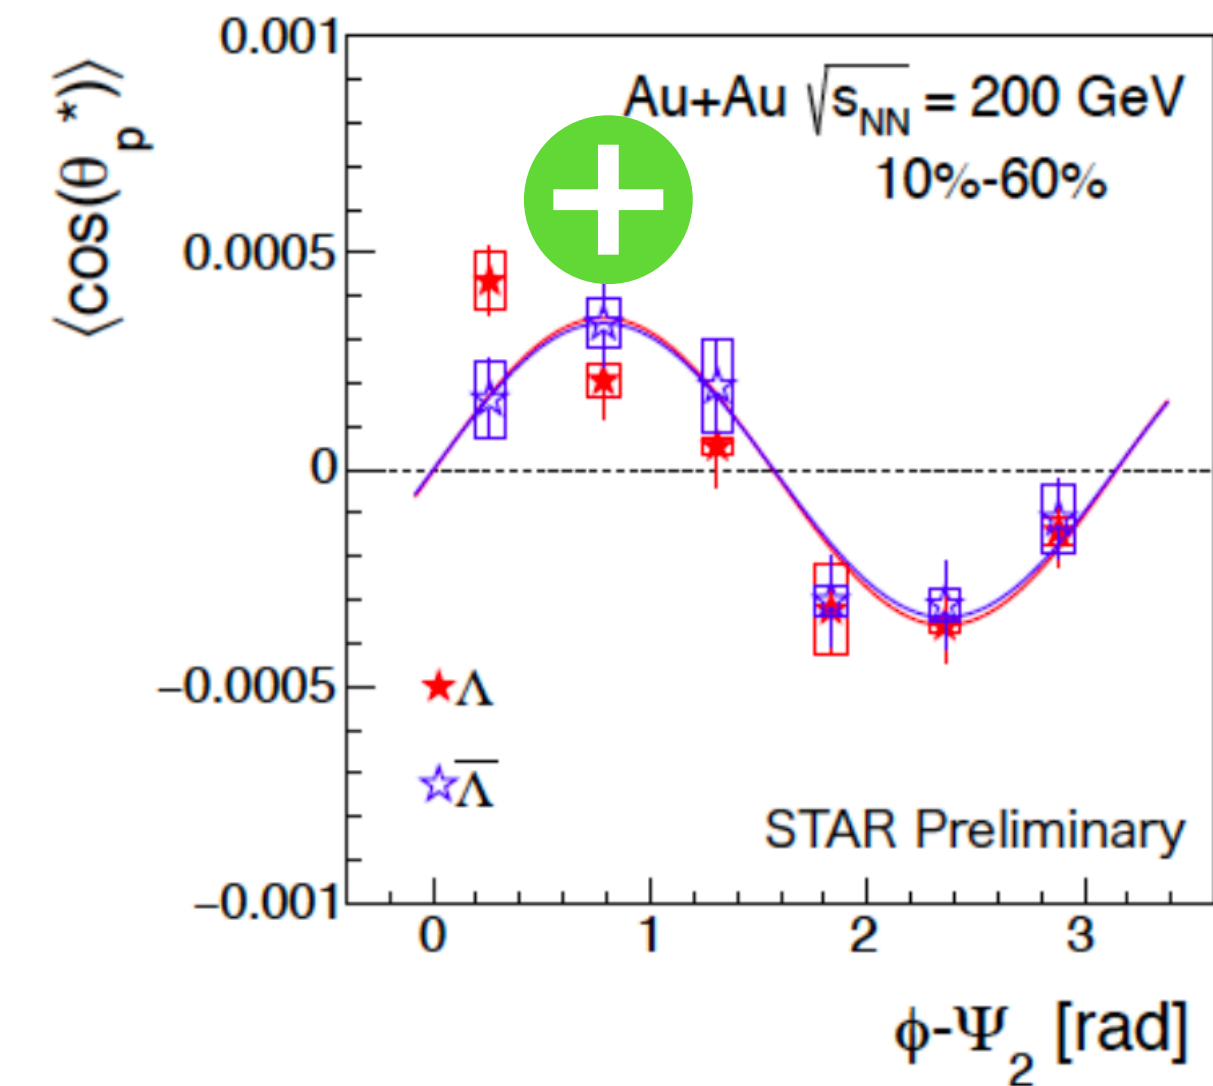 0.001
⟨cos(θp*)⟩
Au+Au √sNN = 200 GeV
10%-60%
0.0005
0
−0.0005
Λ
Λ̅
STAR Preliminary
−0.001
0 1 2 3
ϕ-Ψ2 [rad]